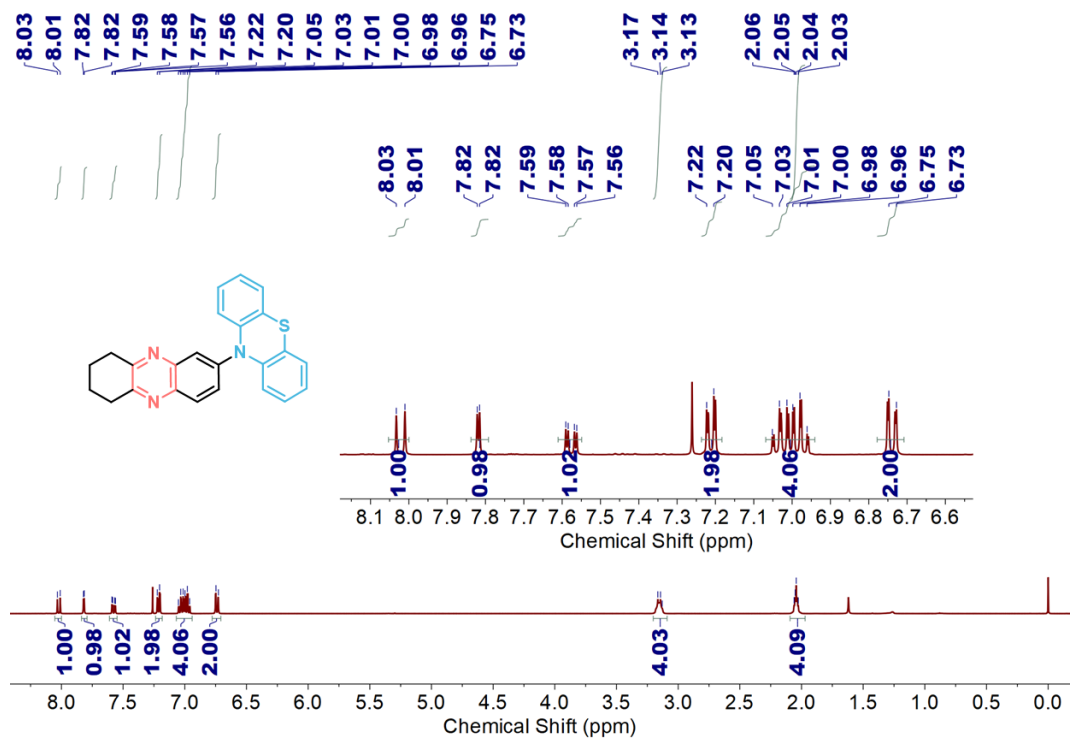 8.03 8.01 7.82 7.82 7.59 7.58 7.57 7.56 7.22 7.20 7.05 7.03 7.01 7.00 6.98 6.96 6.75 6.73 3.17 3.14 3.13 2.06 2.05 2.04 2.03
8.03 8.01 7.82 7.82 7.59 7.58 7.57 7.56 7.22 7.20 7.05 7.03 7.01 7.00 6.98 6.96 6.75 6.73
S
N
N
N
1.00 0.98 1.02 1.98 4.06 2.00
8.1 8.0 7.9 7.8 7.7 7.6 7.5 7.4 7.3 7.2 7.1 7.0 6.9 6.8 6.7 6.6
Chemical Shift (ppm)
1.00 0.98 1.02 1.98 4.06 2.00 4.03 4.09
8.0 7.5 7.0 6.5 6.0 5.5 5.0 4.5 4.0 3.5 3.0 2.5 2.0 1.5 1.0 0.5 0.0
Chemical Shift (ppm)